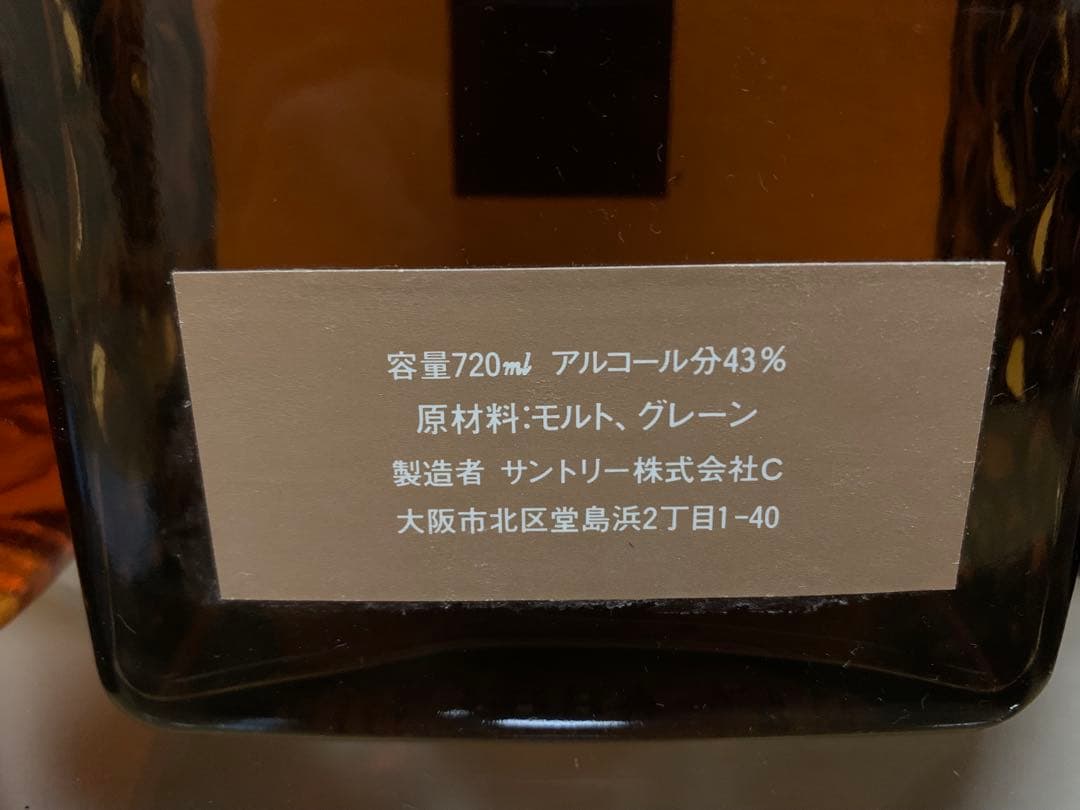 容量720ml アルコール分43%
原材料:モルト、グレーン
製造者 サントリー株式会社C
大阪市北区堂島浜2丁目1-40